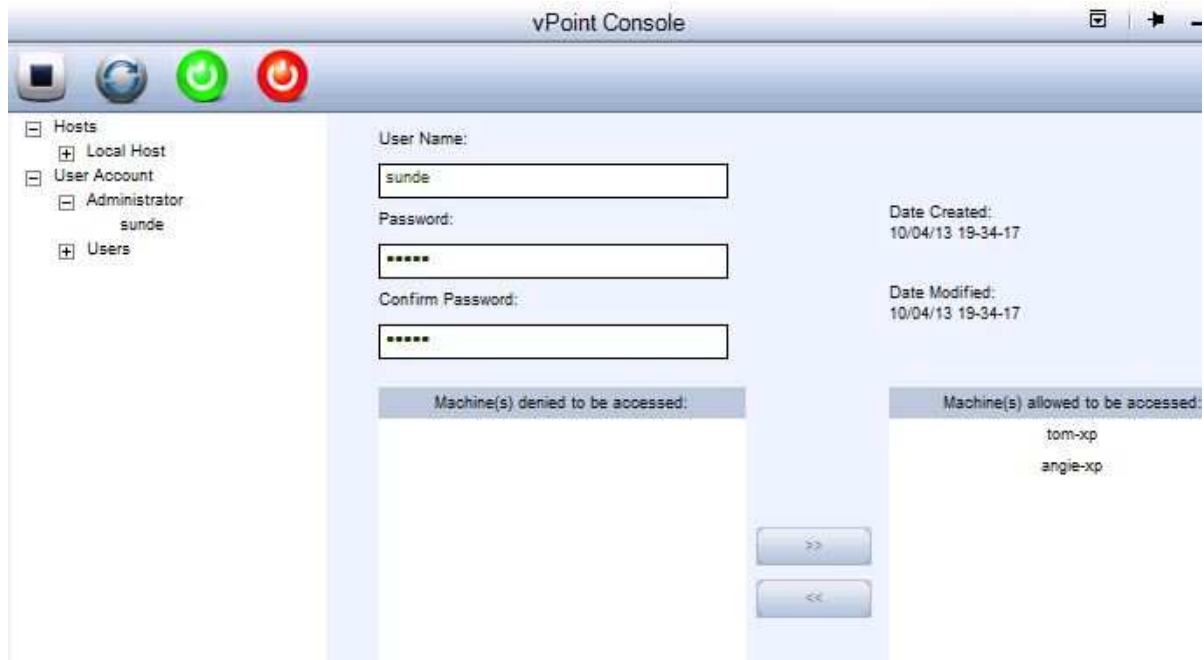 vPoint Console
Hosts
Local Host
User Account
Administrator
sunde
Users
User Name:
sunde
Password:
Confirm Password:
Date Created:
10/04/13 19-34-17
Date Modified:
10/04/13 19-34-17
Machine(s) denied to be accessed:
>>
<<
Machine(s) allowed to be accessed:
tom-xp
angie-xp